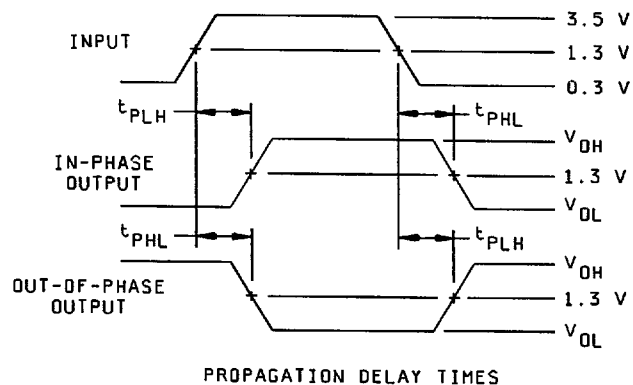 3.5 V
INPUT
1.3 V
0.3 V
tPLH
tPHL
VOH
IN-PHASE
OUTPUT
1.3 V
VOL
tPHL
tPLH
VOH
OUT-OF-PHASE
OUTPUT
1.3 V
VOL
PROPAGATION DELAY TIMES